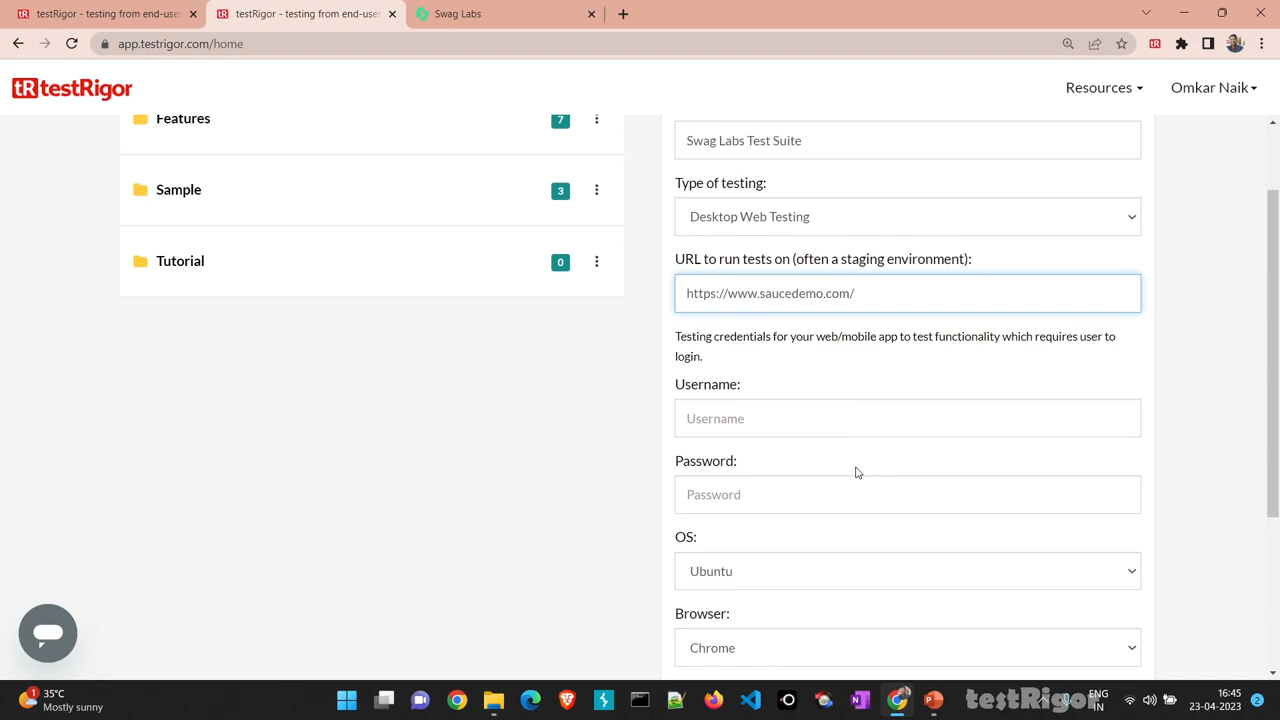 testRigor - testing from end-use
testRigor - testing from end-use
Swag Labs
app.testrigor.com/home
tR testRigor
Resources
Omkar Naik
Features
7
Sample
3
Tutorial
0
Swag Labs Test Suite
Type of testing:
Desktop Web Testing
URL to run tests on (often a staging environment):
https://www.saucedemo.com/
Testing credentials for your web/mobile app to test functionality which requires user to
login.
Username:
Username
Password:
Password
OS:
Ubuntu
Browser:
Chrome
1
35°C
Mostly sunny
testRigor
ENG
IN
16:45
23-04-2023
2